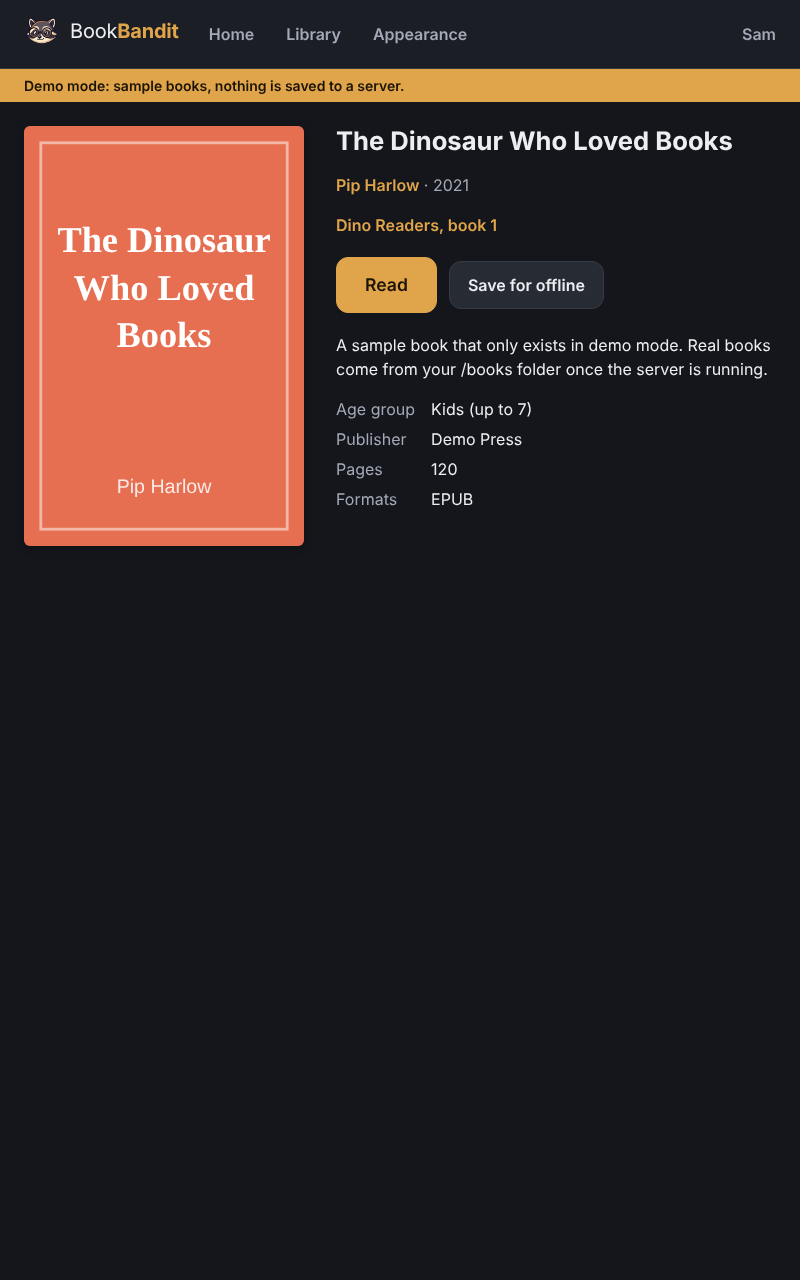 BookBandit
Home
Library
Appearance
Sam
Demo mode: sample books, nothing is saved to a server.
The Dinosaur
Who Loved
Books
Pip Harlow
The Dinosaur Who Loved Books
Pip Harlow · 2021
Dino Readers, book 1
Read
Save for offline
A sample book that only exists in demo mode. Real books
come from your /books folder once the server is running.
Age group Kids (up to 7)
Publisher Demo Press
Pages 120
Formats EPUB